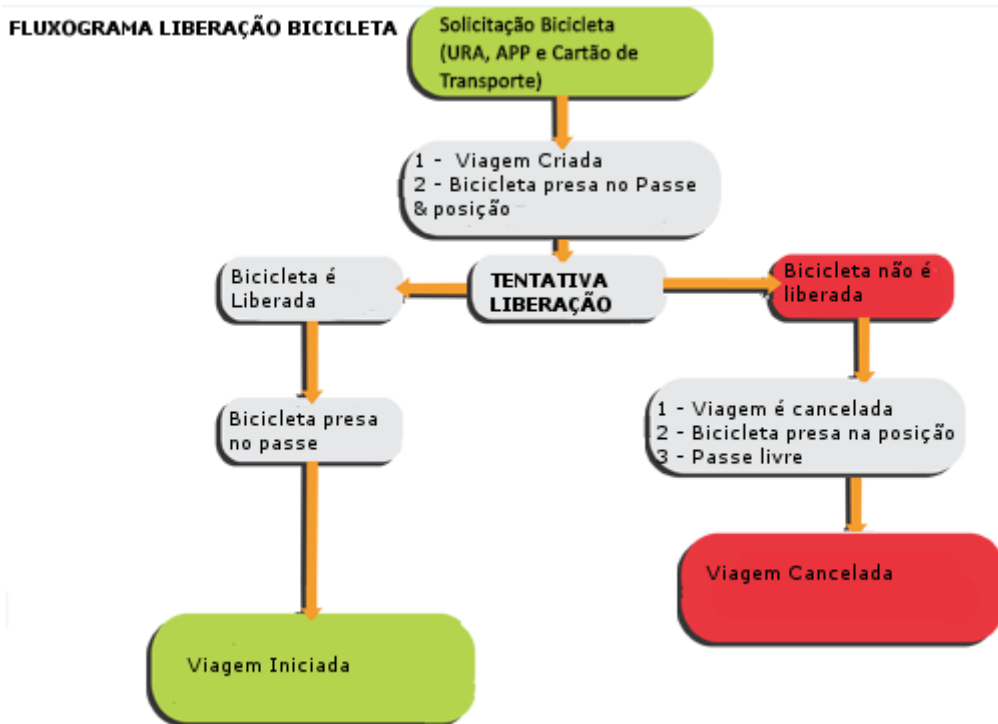 FLUXOGRAMA LIBERAÇÃO BICICLETA
Solicitação Bicicleta
(URA, APP e Cartão de
Transporte)
1 - Viagem Criada
2 - Bicicleta presa no Passe
& posição
TENTATIVA
LIBERAÇÃO
Bicicleta é
Liberada
Bicicleta não é
liberada
Bicicleta presa
no passe
1 - Viagem é cancelada
2 - Bicicleta presa na posição
3 - Passe livre
Viagem Cancelada
Viagem Iniciada